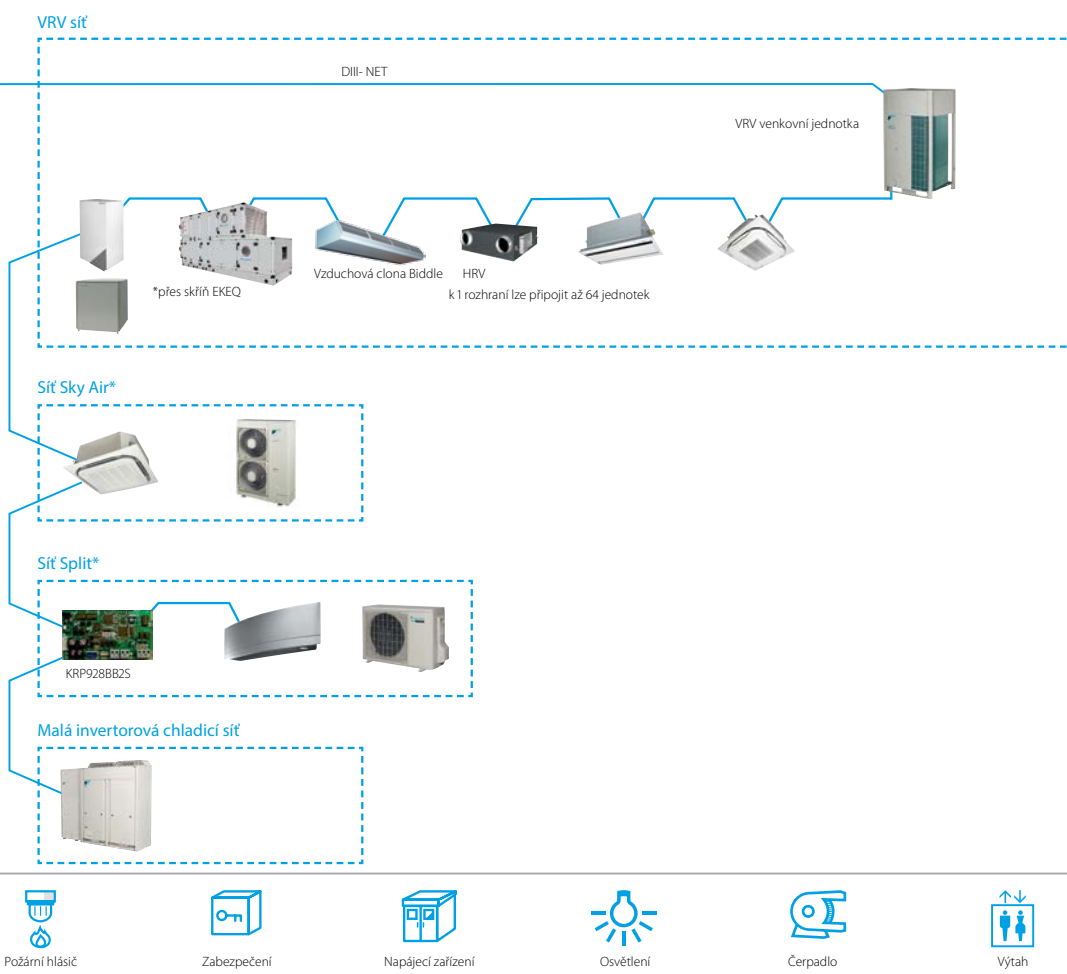 VRV síť
DIII- NET
VRV venkovní jednotka
Vzduchová clona Biddle
HRV
*přes skříň EKEQ
k 1 rozhraní lze připojit až 64 jednotek
Síť Sky Air*
Síť Split*
KRP928BB2S
Malá invertorová chladicí síť
Požární hlásič
Zabezpečení
Napájecí zařízení
Osvětlení
Čerpadlo
Výtah